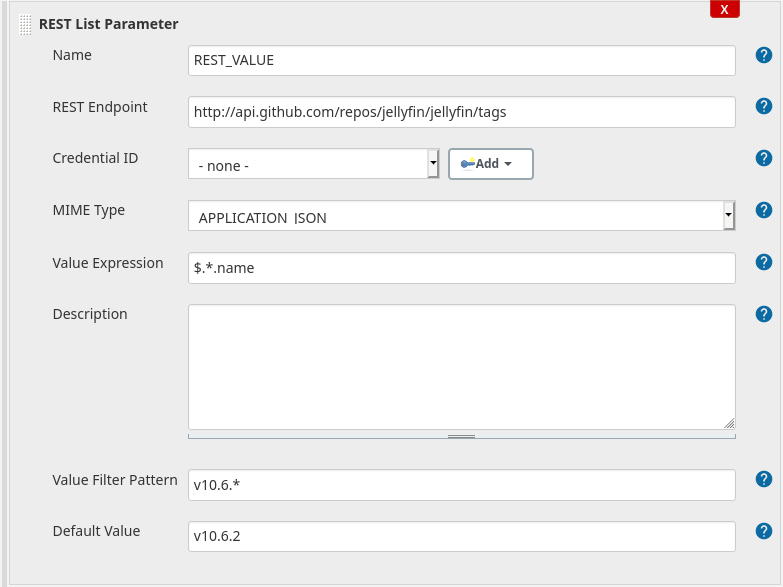 X
REST List Parameter
Name
REST_VALUE
?
REST Endpoint
http://api.github.com/repos/jellyfin/jellyfin/tags
?
Credential ID
- none -
Add
?
MIME Type
APPLICATION_JSON
?
Value Expression
$.*.name
?
Description
?
Value Filter Pattern
v10.6.*
?
Default Value
v10.6.2
?